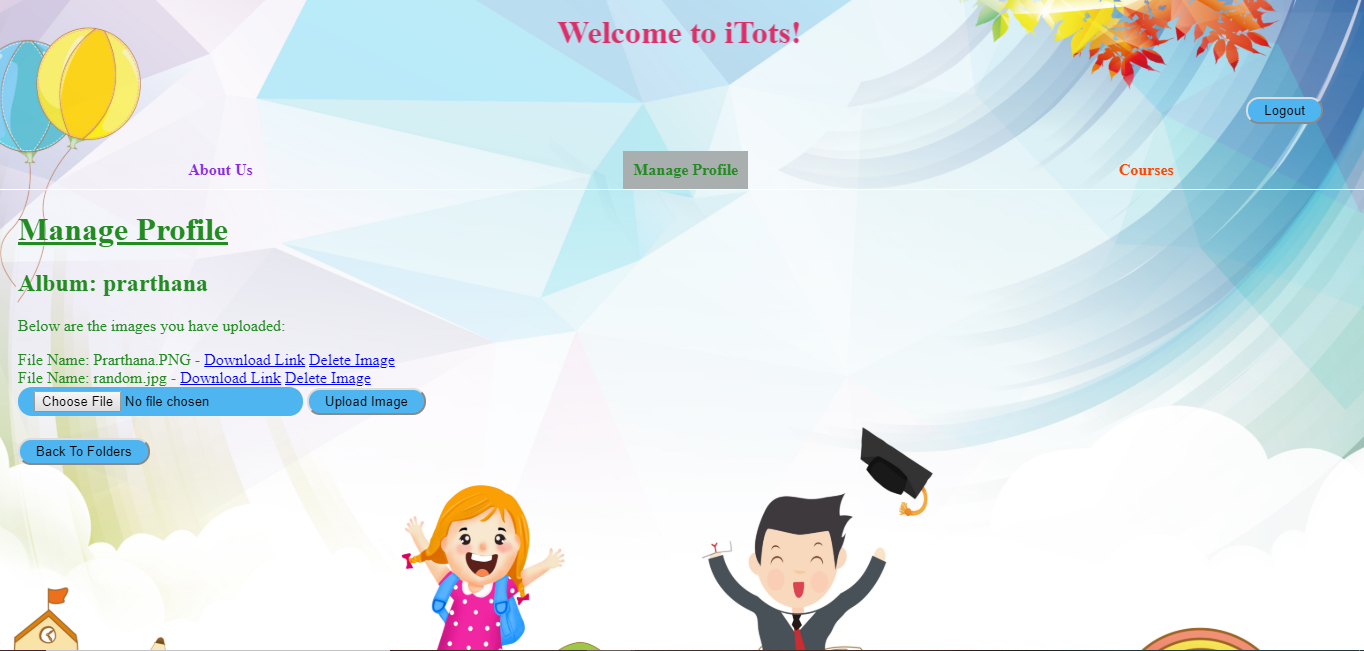 Welcome to iTots!
Logout
About Us
Manage Profile
Courses
Manage Profile
Album: prarthana
Below are the images you have uploaded:
File Name: Prarthana.PNG - Download Link Delete Image
File Name: random.jpg - Download Link Delete Image
Choose File No file chosen Upload Image
Back To Folders